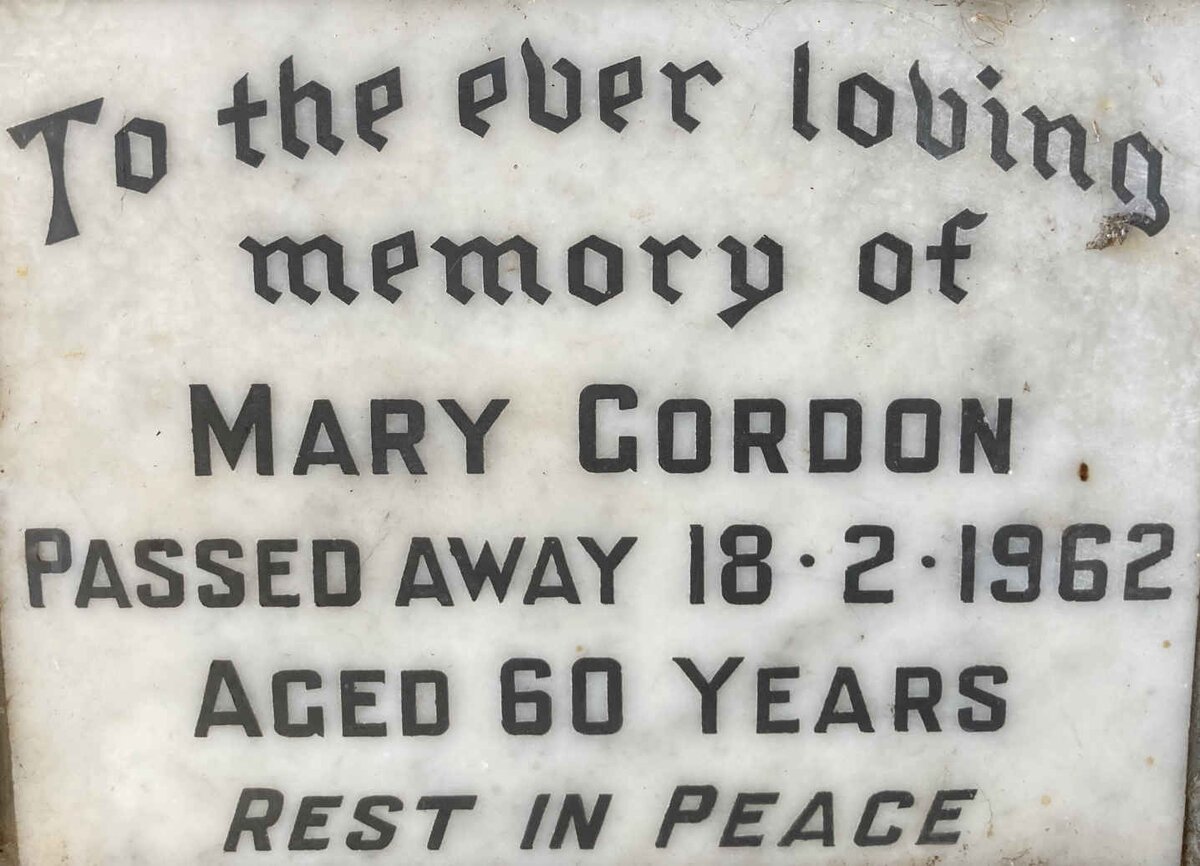 To the ever loving
memory of
MARY GORDON
PASSED AWAY 18·2·1962
AGED 60 YEARS
REST IN PEACE